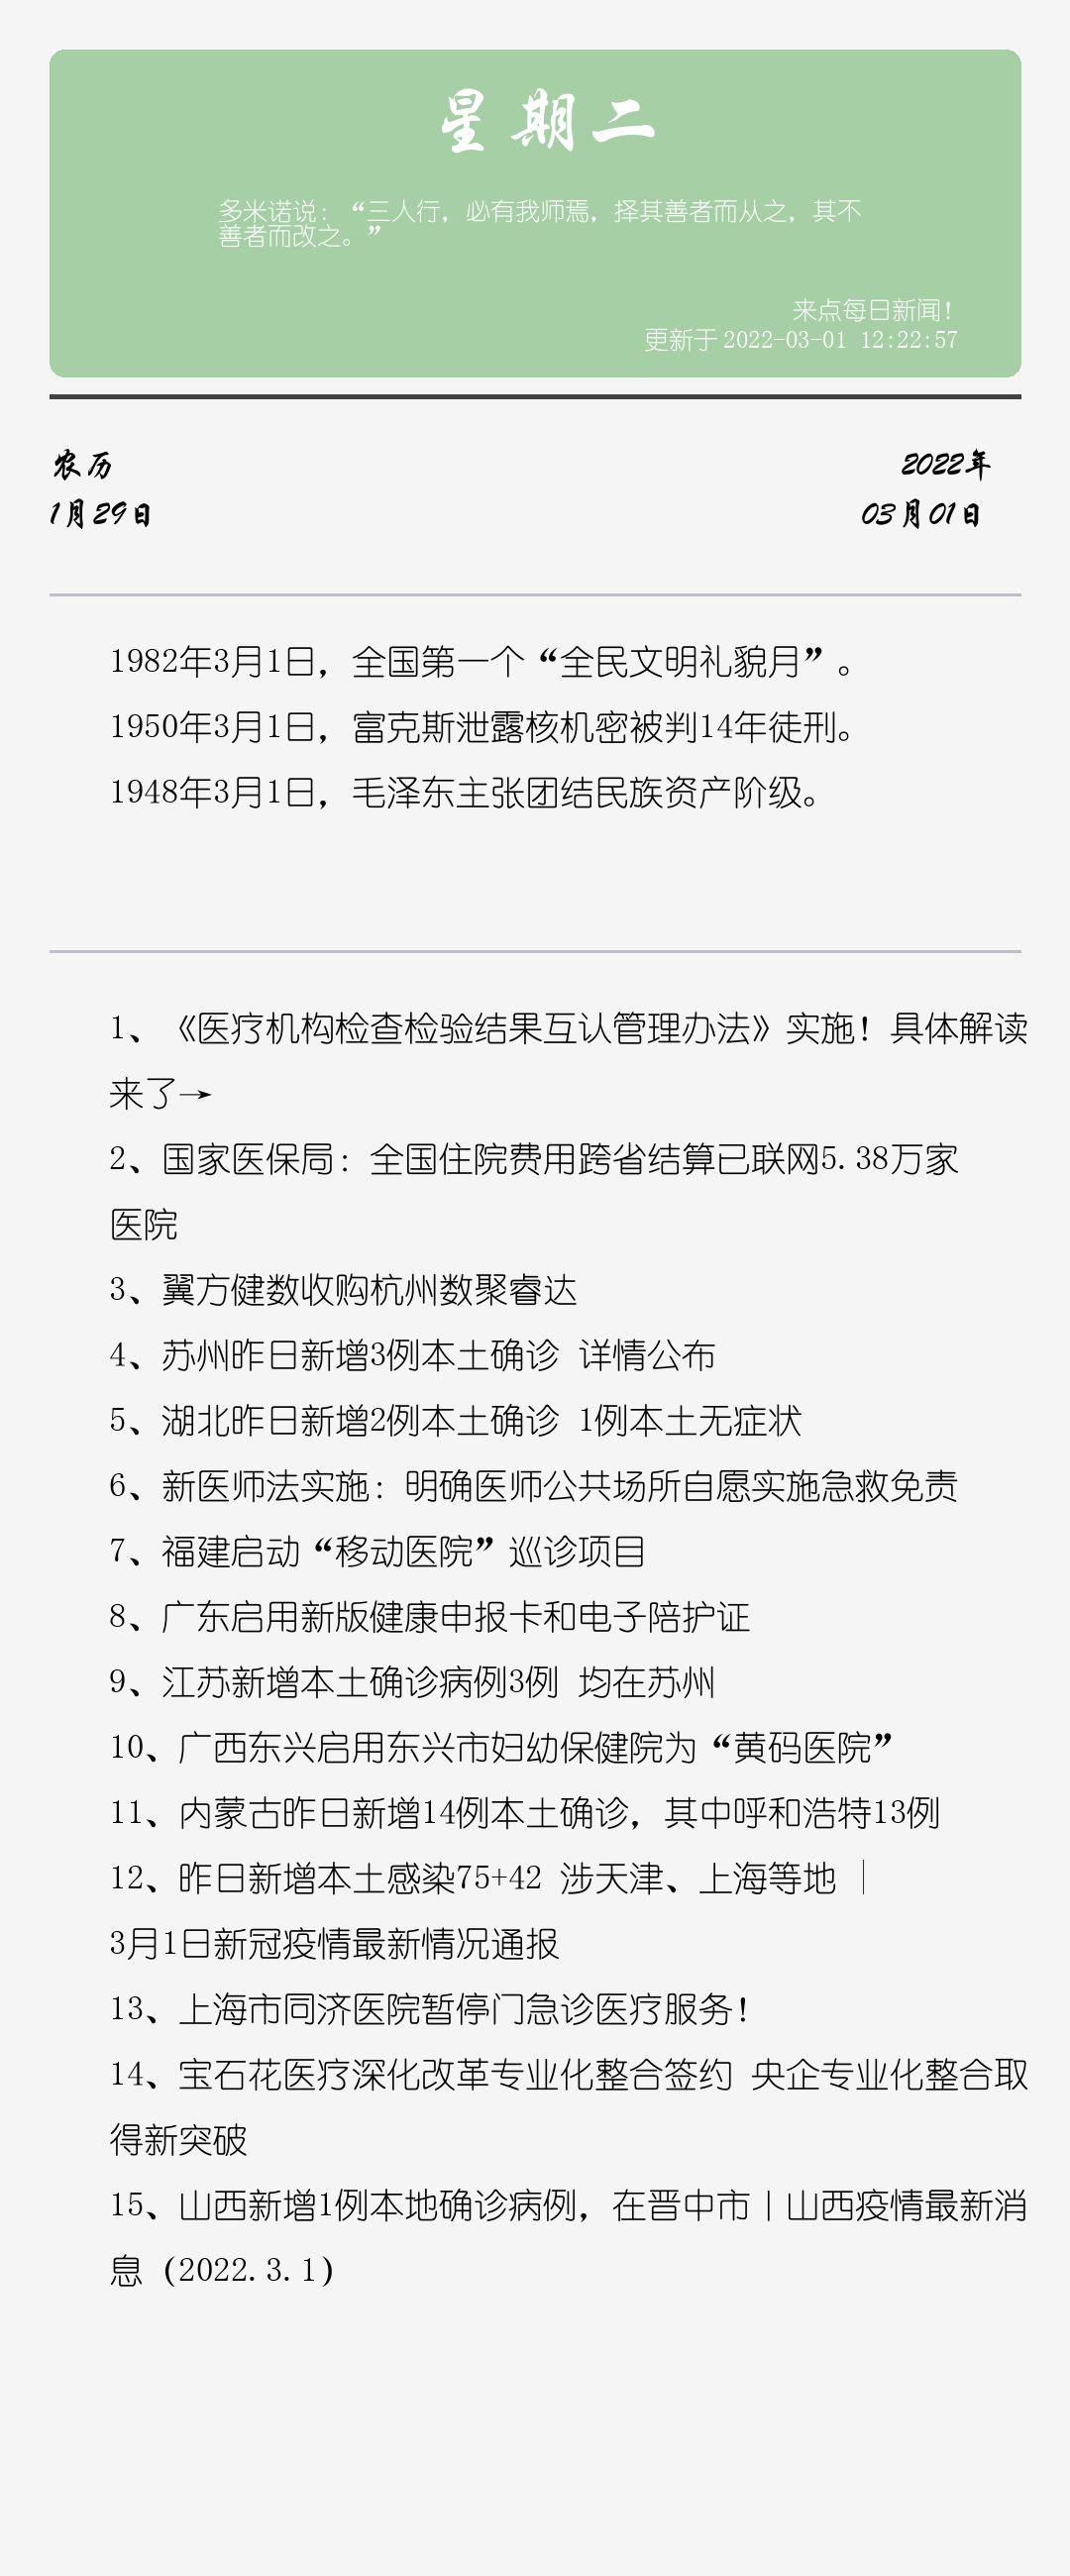 星期二
多米诺说：“三人行，必有我师焉，择其善者而从之，其不
善者而改之。”
来点每日新闻！
更新于 2022-03-01 12:22:57
农历
2022年
1月29日
03月01日
1982年3月1日，全国第一个“全民文明礼貌月”。
1950年3月1日，富克斯泄露核机密被判14年徒刑。
1948年3月1日，毛泽东主张团结民族资产阶级。
1、《医疗机构检查检验结果互认管理办法》实施！具体解读
来了→
2、国家医保局：全国住院费用跨省结算已联网5.38万家
医院
3、翼方健数收购杭州数聚睿达
4、苏州昨日新增3例本土确诊 详情公布
5、湖北昨日新增2例本土确诊 1例本土无症状
6、新医师法实施：明确医师公共场所自愿实施急救免责
7、福建启动“移动医院”巡诊项目
8、广东启用新版健康申报卡和电子陪护证
9、江苏新增本土确诊病例3例 均在苏州
10、广西东兴启用东兴市妇幼保健院为“黄码医院”
11、内蒙古昨日新增14例本土确诊，其中呼和浩特13例
12、昨日新增本土感染75+42 涉天津、上海等地 │
3月1日新冠疫情最新情况通报
13、上海市同济医院暂停门急诊医疗服务！
14、宝石花医疗深化改革专业化整合签约 央企专业化整合取
得新突破
15、山西新增1例本地确诊病例，在晋中市丨山西疫情最新消
息（2022.3.1）